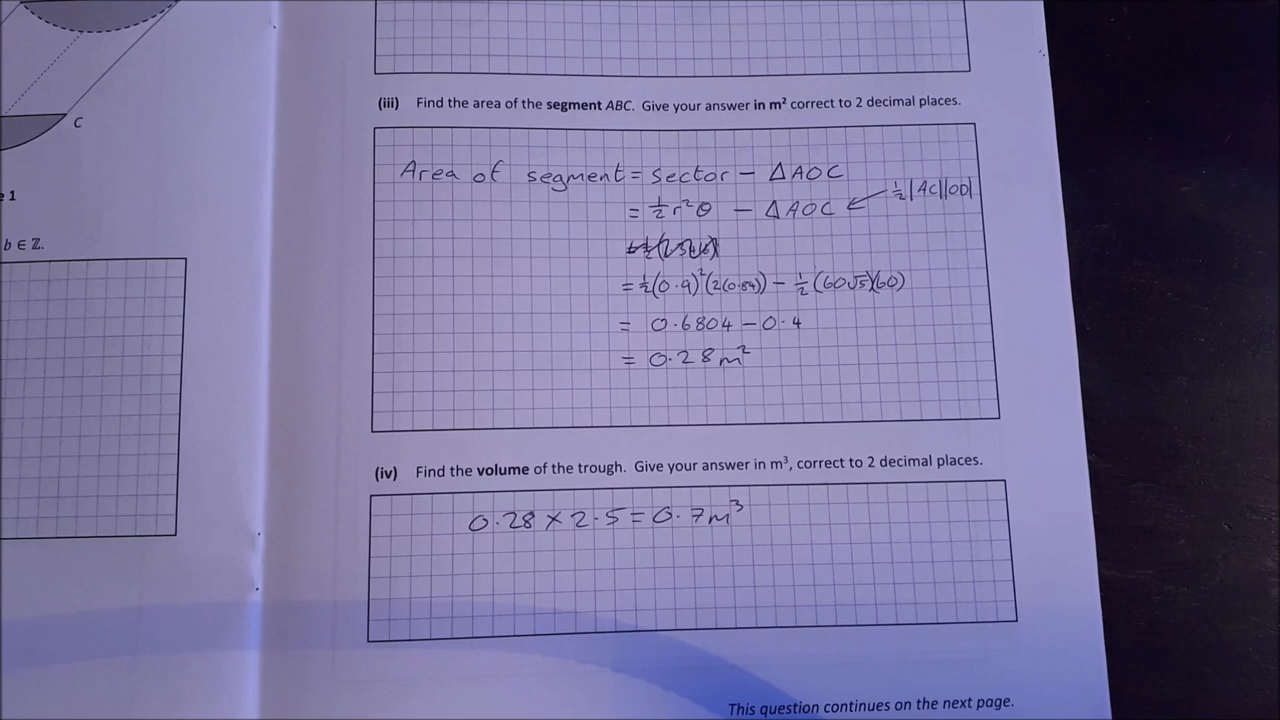 C
e 1
b ∈ ℤ.
(iii) Find the area of the segment ABC. Give your answer in m² correct to 2 decimal places.
Area of segment = sector − ΔAOC
= ½r²θ − ΔAOC ½|AC||OD|
= ½(0.9)²(2(0.84)) − ½(60√5)(60)
= 0.6804 − 0.4
= 0.28m²
(iv) Find the volume of the trough. Give your answer in m³, correct to 2 decimal places.
0.28 × 2.5 = 0.7m³
This question continues on the next page.